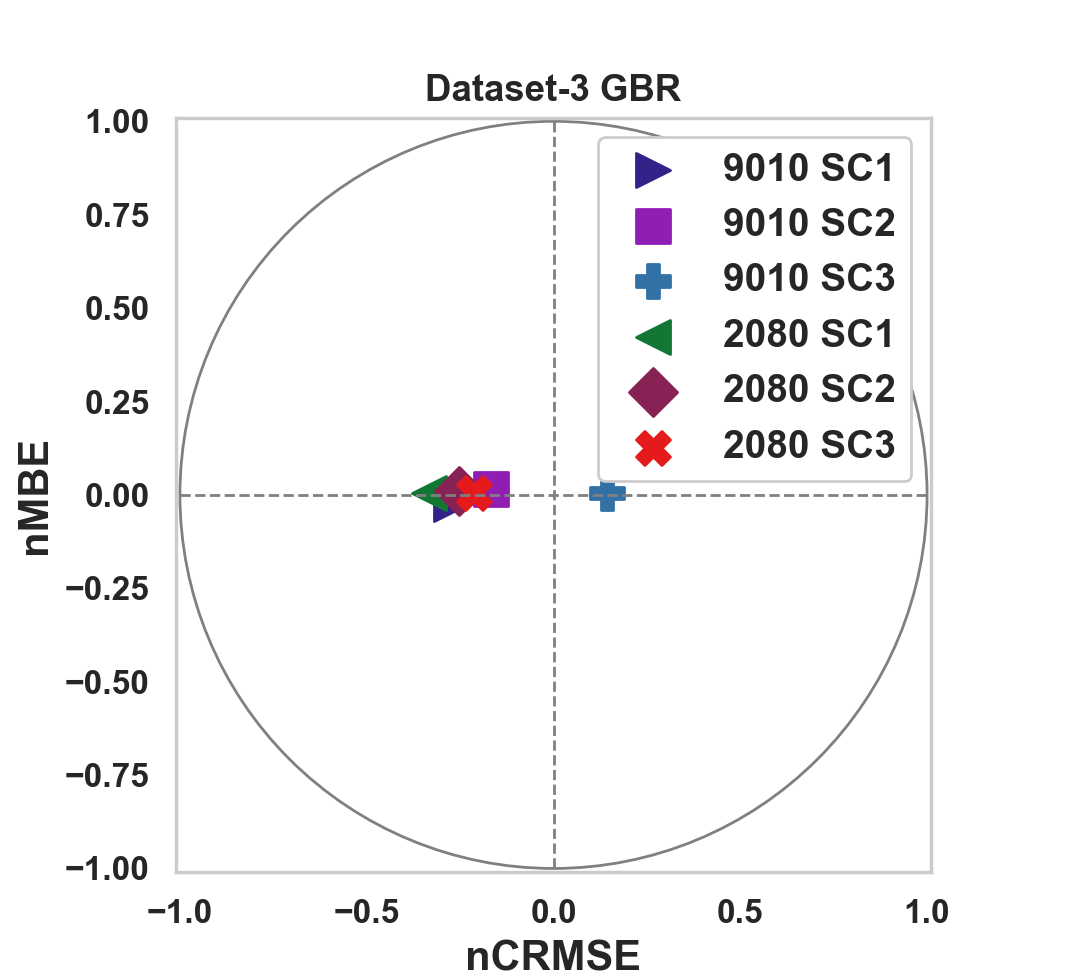 Dataset-3 GBR
1.00
0.75
0.50
0.25
0.00
−0.25
−0.50
−0.75
−1.00
nMBE
9010 SC1
9010 SC2
9010 SC3
2080 SC1
2080 SC2
2080 SC3
−1.0 −0.5 0.0 0.5 1.0
nCRMSE